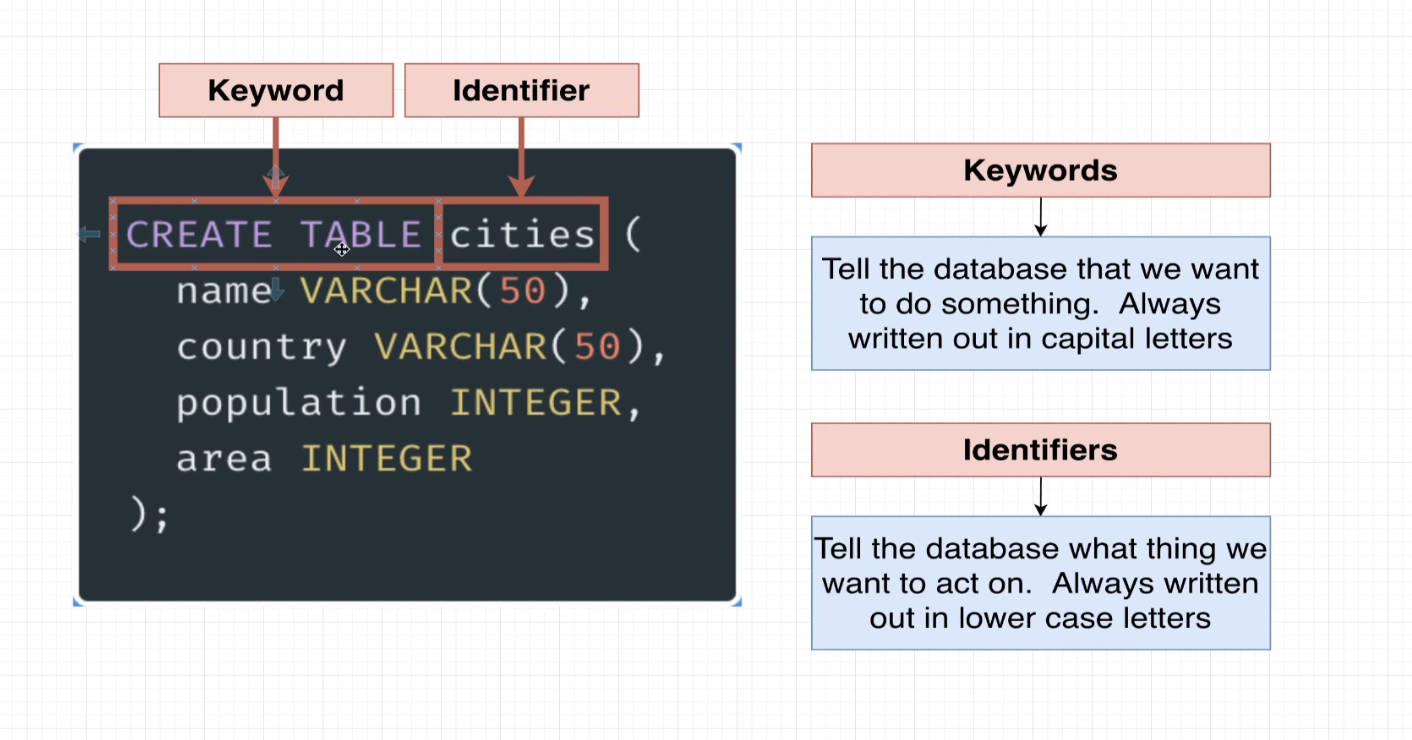 Keyword
Identifier
CREATE TABLE cities (
name VARCHAR(50),
country VARCHAR(50),
population INTEGER,
area INTEGER
);
Keywords
Tell the database that we want
to do something.  Always
written out in capital letters
Identifiers
Tell the database what thing we
want to act on.  Always written
out in lower case letters